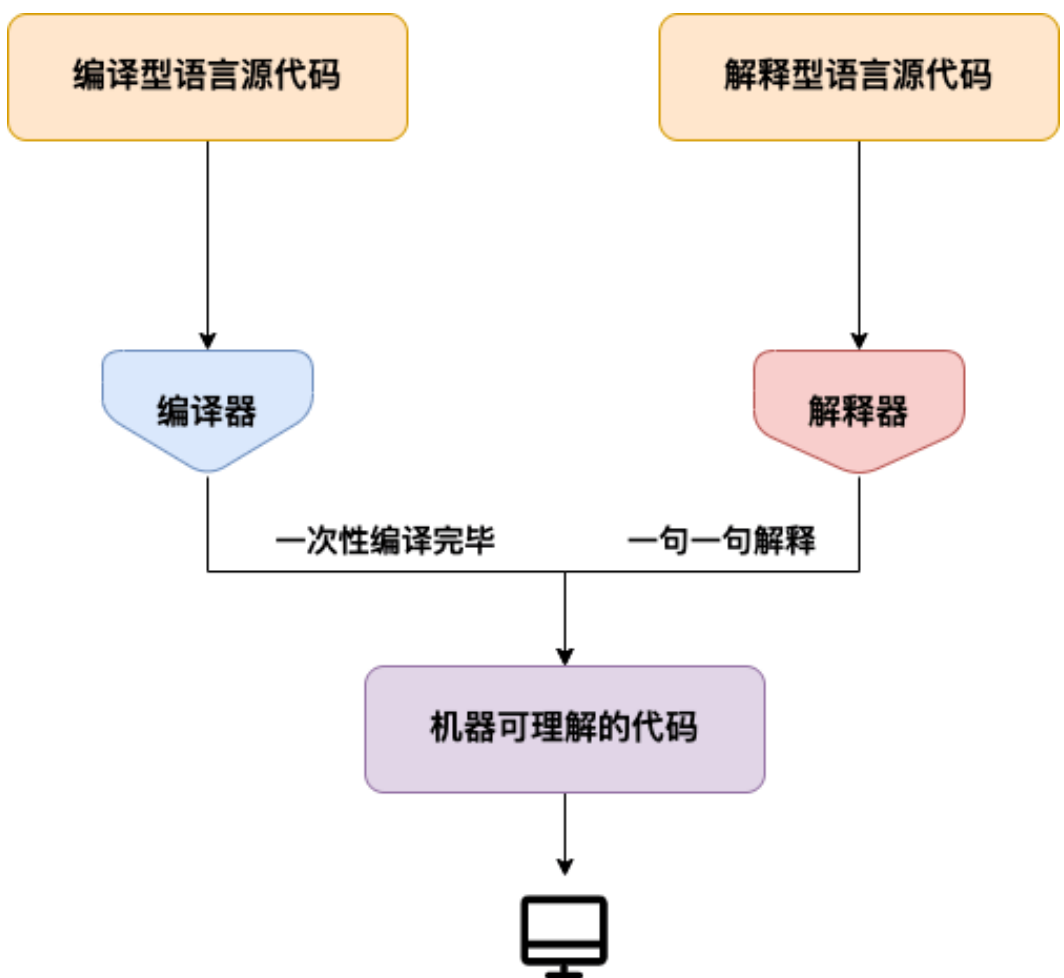 编译型语言源代码
解释型语言源代码
编译器
解释器
一次性编译完毕
一句一句解释
机器可理解的代码